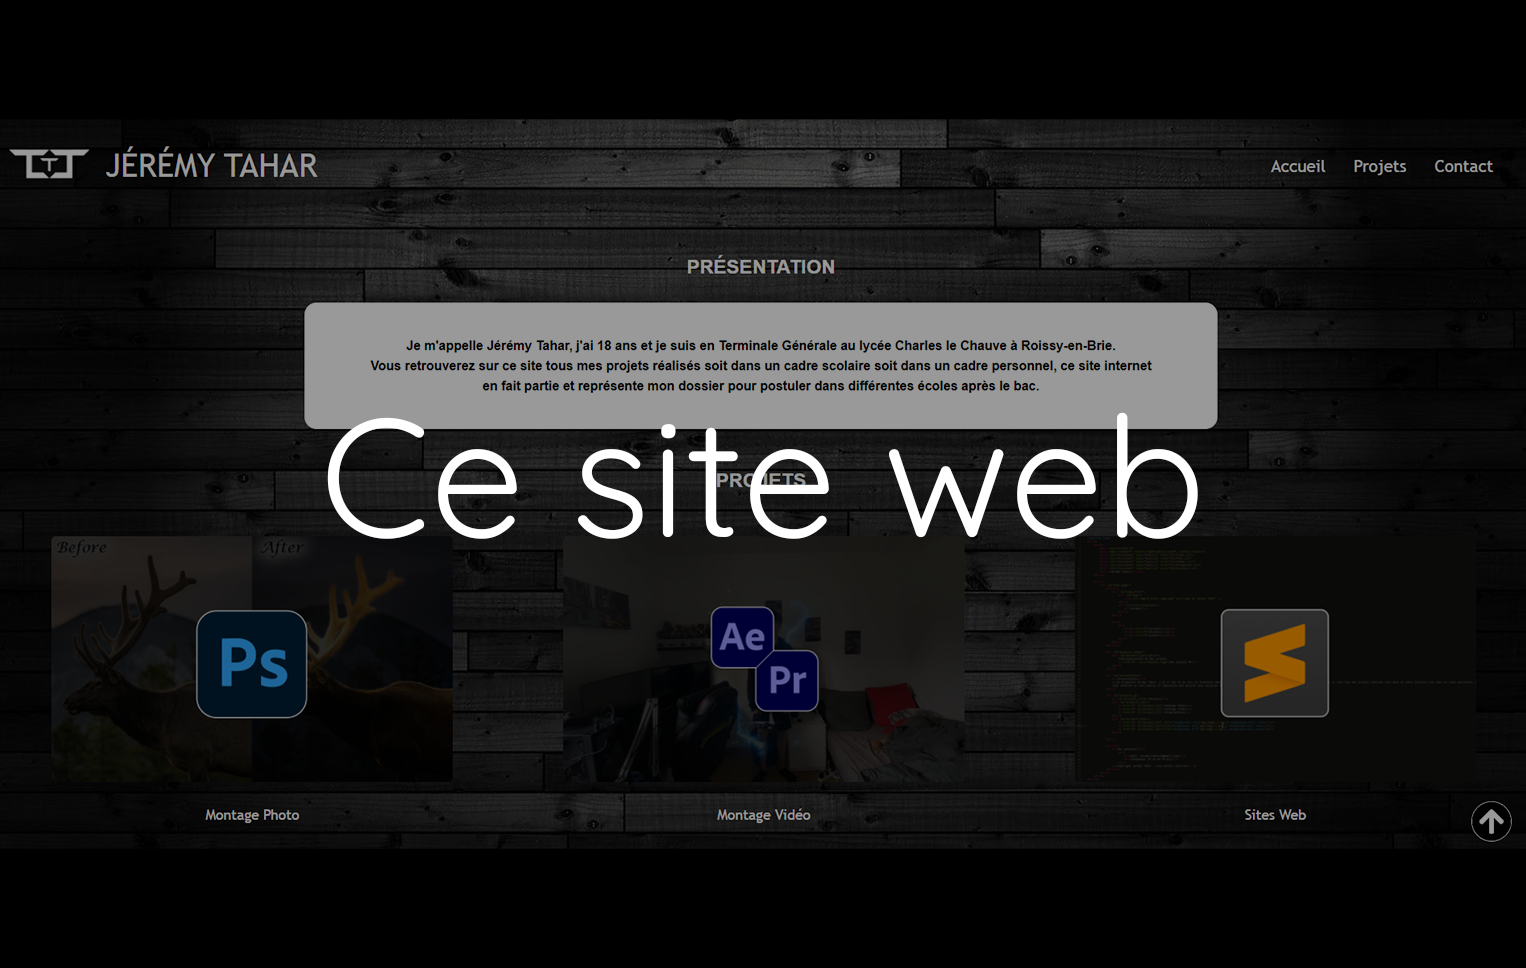 JÉRÉMY TAHAR
Accueil Projets Contact
PRÉSENTATION
Je m'appelle Jérémy Tahar, j'ai 18 ans et je suis en Terminale Générale au lycée Charles le Chauve à Roissy-en-Brie.
Vous retrouverez sur ce site tous mes projets réalisés soit dans un cadre scolaire soit dans un cadre personnel, ce site internet
en fait partie et représente mon dossier pour postuler dans différentes écoles après le bac.
Ce site web
PROJETS
Before After
Ps
Ae
Pr
Montage Photo Montage Vidéo Sites Web